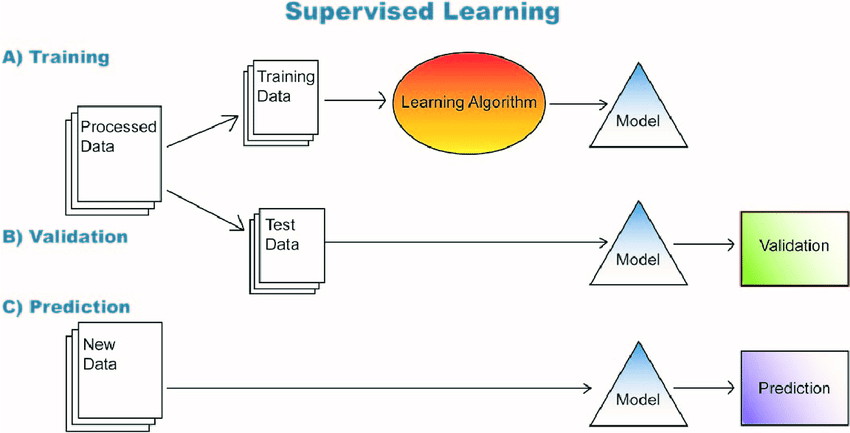 Supervised Learning
A) Training
Processed
Data
Training
Data
Learning Algorithm
Model
B) Validation
Test
Data
Model
Validation
C) Prediction
New
Data
Model
Prediction